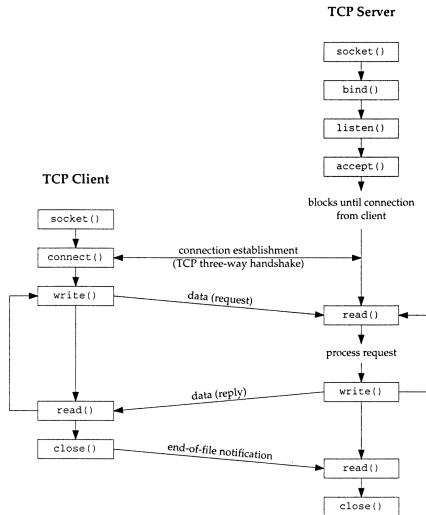 TCP Server
socket()
bind()
listen()
accept()
blocks until connection
from client
TCP Client
socket()
connect()
connection establishment
(TCP three-way handshake)
write()
data (request)
read()
process request
data (reply)
write()
read()
close()
end-of-file notification
read()
close()